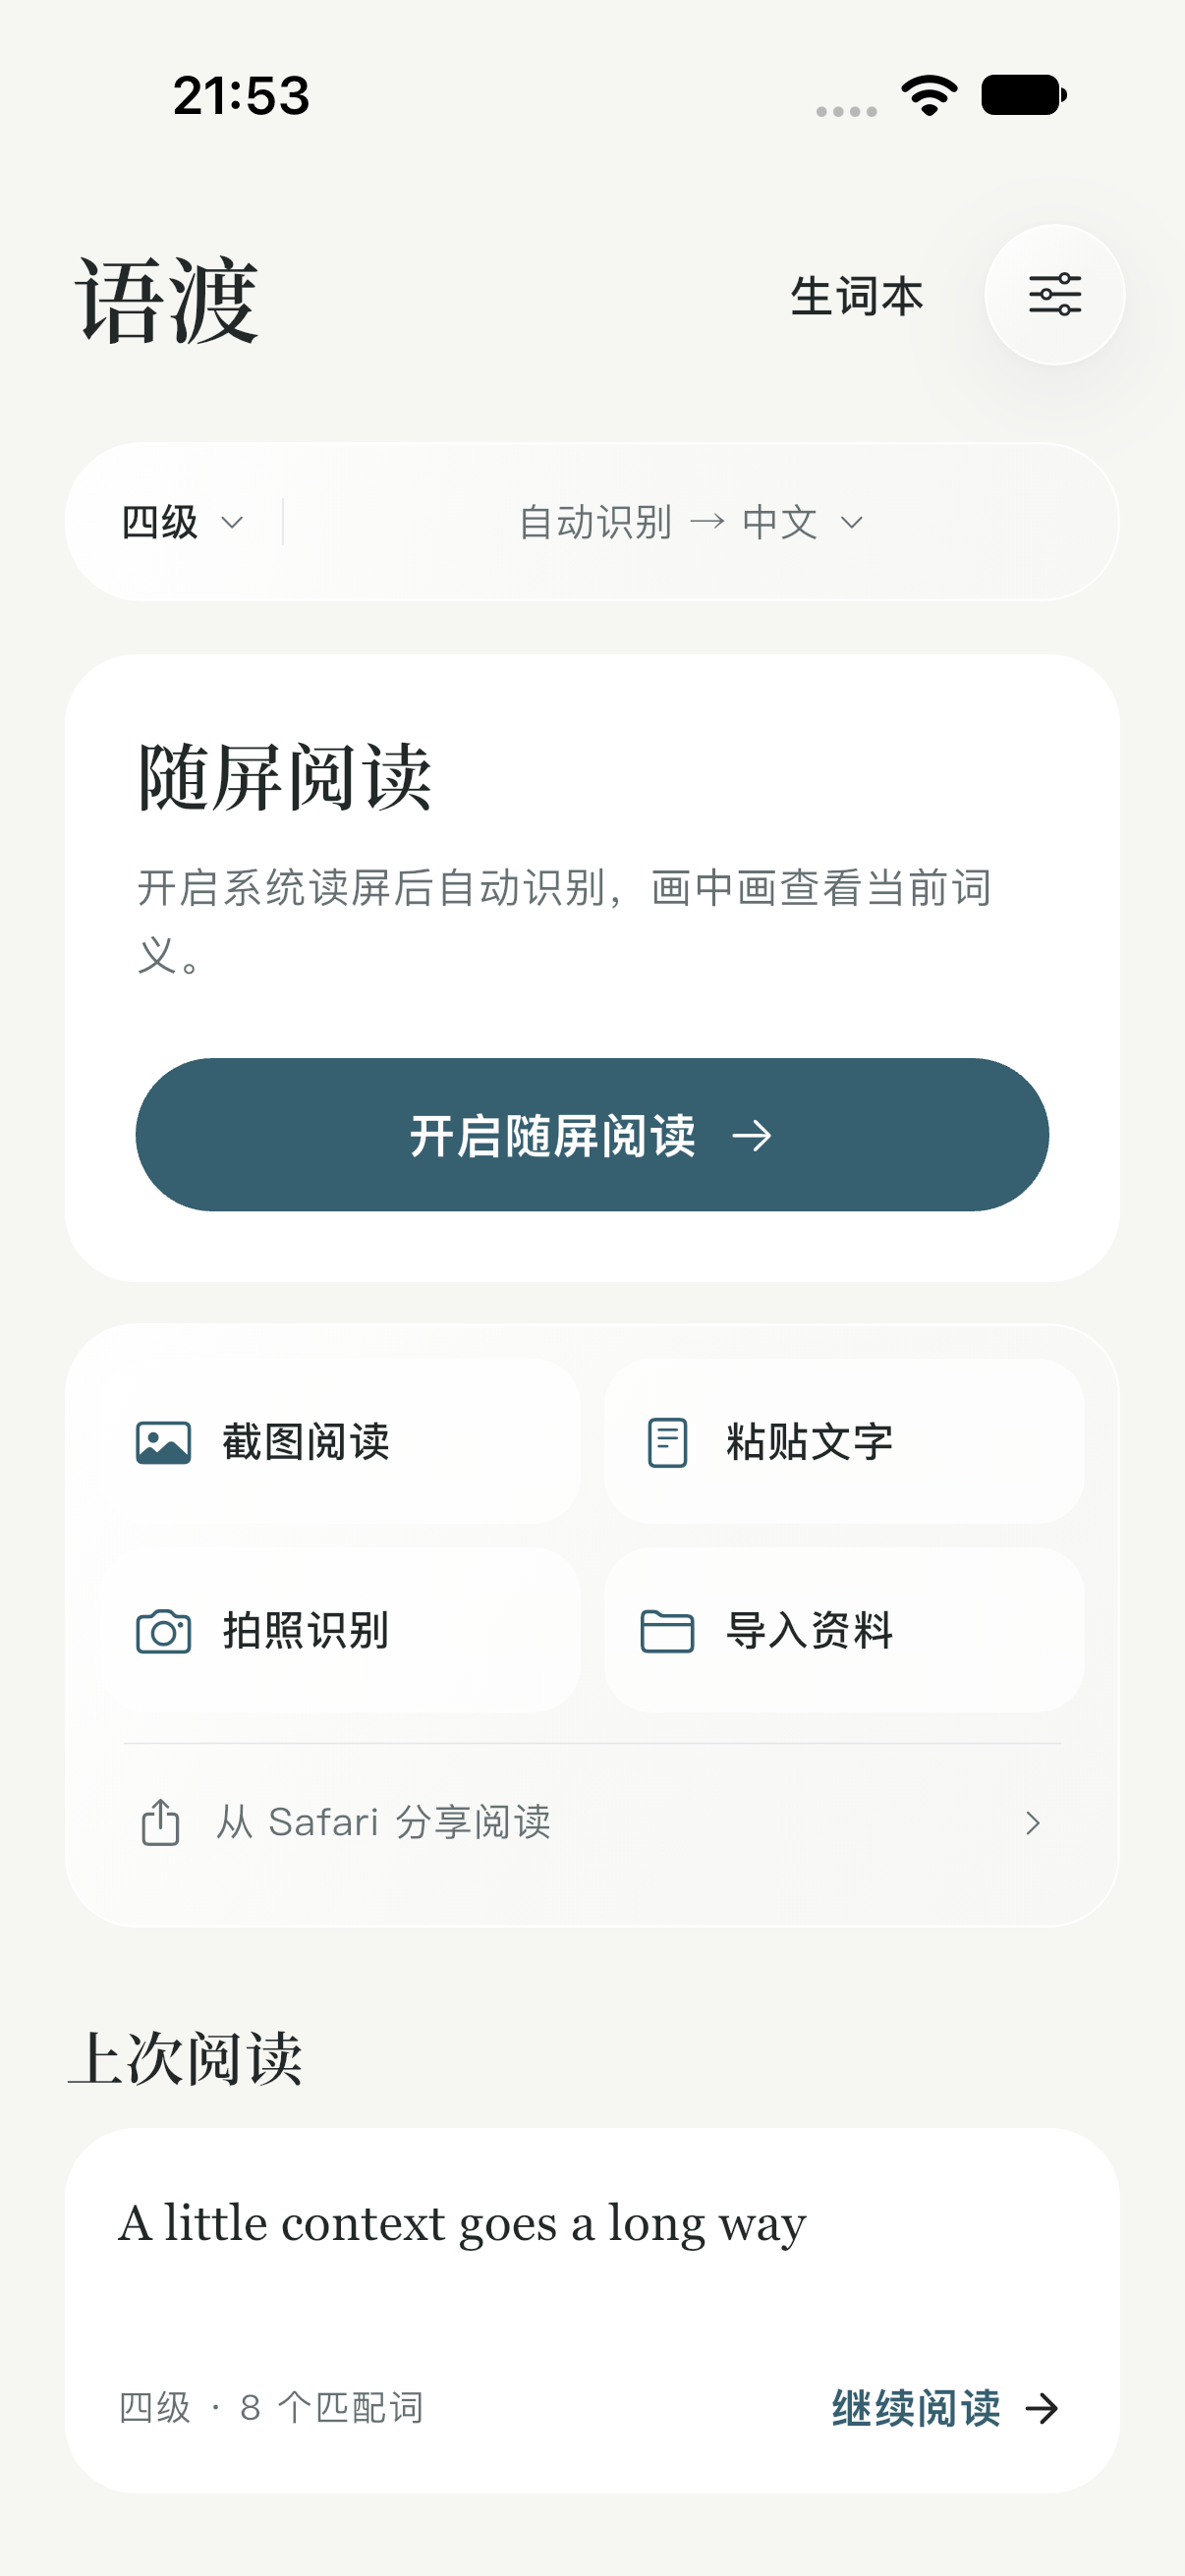 21:53
语渡
生词本
四级
自动识别 → 中文
随屏阅读
开启系统读屏后自动识别，画中画查看当前词
义。
开启随屏阅读 →
截图阅读
粘贴文字
拍照识别
导入资料
从 Safari 分享阅读
上次阅读
A little context goes a long way
四级 · 8 个匹配词
继续阅读 →